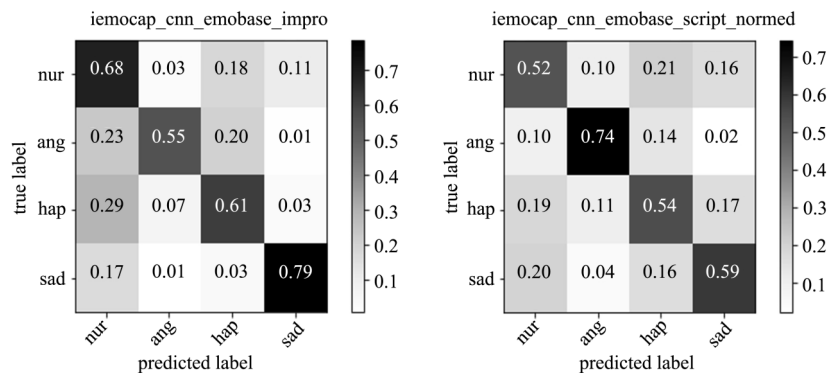 iemocap_cnn_emobase_impro
nur 0.68 0.03 0.18 0.11
ang 0.23 0.55 0.20 0.01
hap 0.29 0.07 0.61 0.03
sad 0.17 0.01 0.03 0.79
nur ang hap sad
true label
predicted label
0.7
0.6
0.5
0.4
0.3
0.2
0.1
iemocap_cnn_emobase_script_normed
nur 0.52 0.10 0.21 0.16
ang 0.10 0.74 0.14 0.02
hap 0.19 0.11 0.54 0.17
sad 0.20 0.04 0.16 0.59
nur ang hap sad
true label
predicted label
0.7
0.6
0.5
0.4
0.3
0.2
0.1